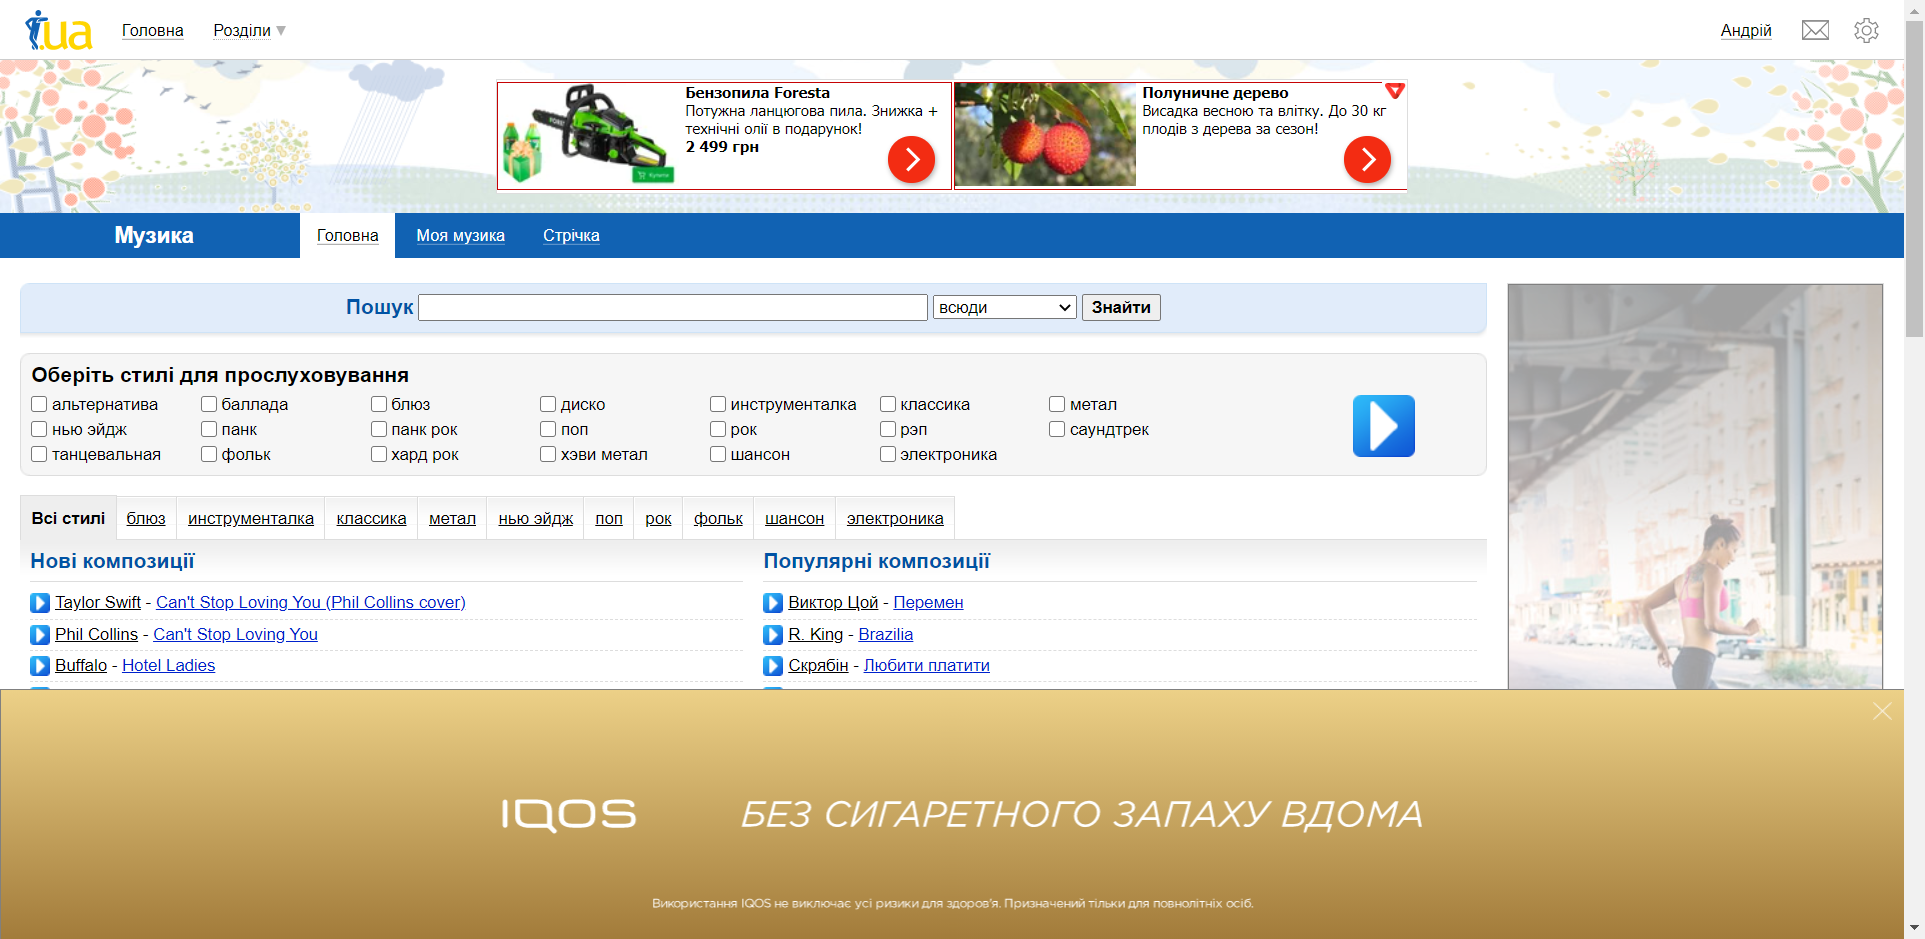 i.ua Головна Розділи Андрій
Бензопила Foresta
Потужна ланцюгова пила. Знижка +
технічні олії в подарунок!
2 499 грн
Купити
Полуничне дерево
Висадка весною та влітку. До 30 кг
плодів з дерева за сезон!
Музика Головна Моя музика Стрічка
Пошук всюди Знайти
Оберіть стилі для прослуховування
альтернатива баллада блюз диско инструменталка классика метал
нью эйдж панк панк рок поп рок рэп саундтрек
танцевальная фольк хард рок хэви метал шансон электроника
Всі стилі блюз инструменталка классика метал нью эйдж поп рок фольк шансон электроника
Нові композиції
Taylor Swift - Can't Stop Loving You (Phil Collins cover)
Phil Collins - Can't Stop Loving You
Buffalo - Hotel Ladies
Популярні композиції
Виктор Цой - Перемен
R. King - Brazilia
Скрябін - Любити платити
IQOS БЕЗ СИГАРЕТНОГО ЗАПАХУ ВДОМА
Використання IQOS не виключає усі ризики для здоров'я. Призначений тільки для повнолітніх осіб.